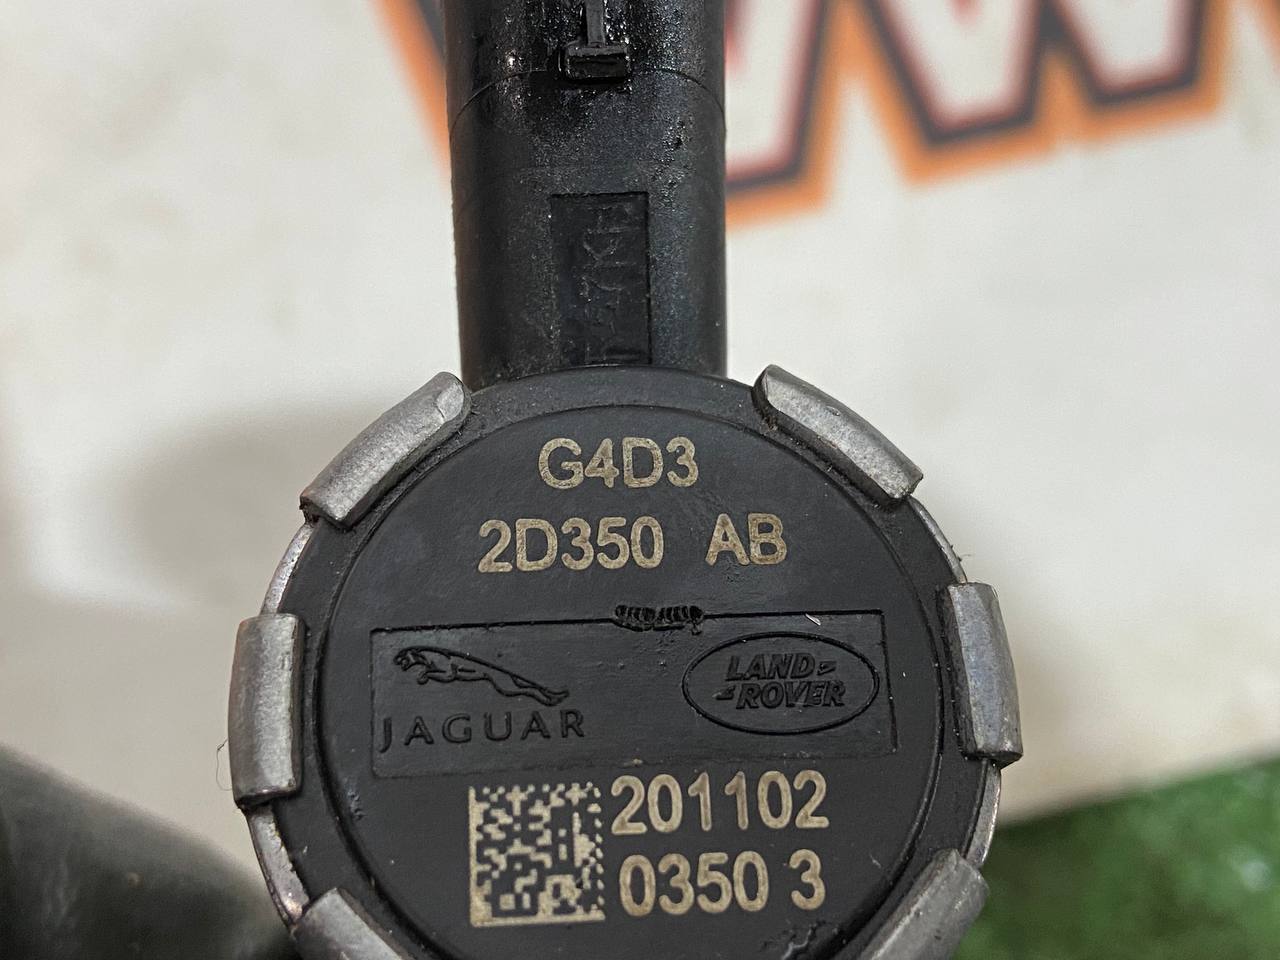 G4D3
2D350 AB
JAGUAR
LAND
ROVER
201102
0350 3